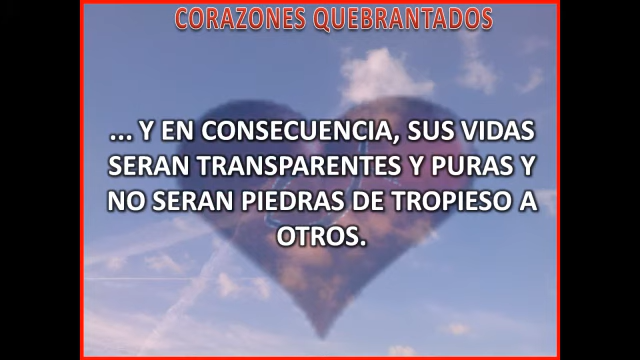 CORAZONES QUEBRANTADOS
... Y EN CONSECUENCIA, SUS VIDAS
SERAN TRANSPARENTES Y PURAS Y
NO SERAN PIEDRAS DE TROPIESO A
OTROS.